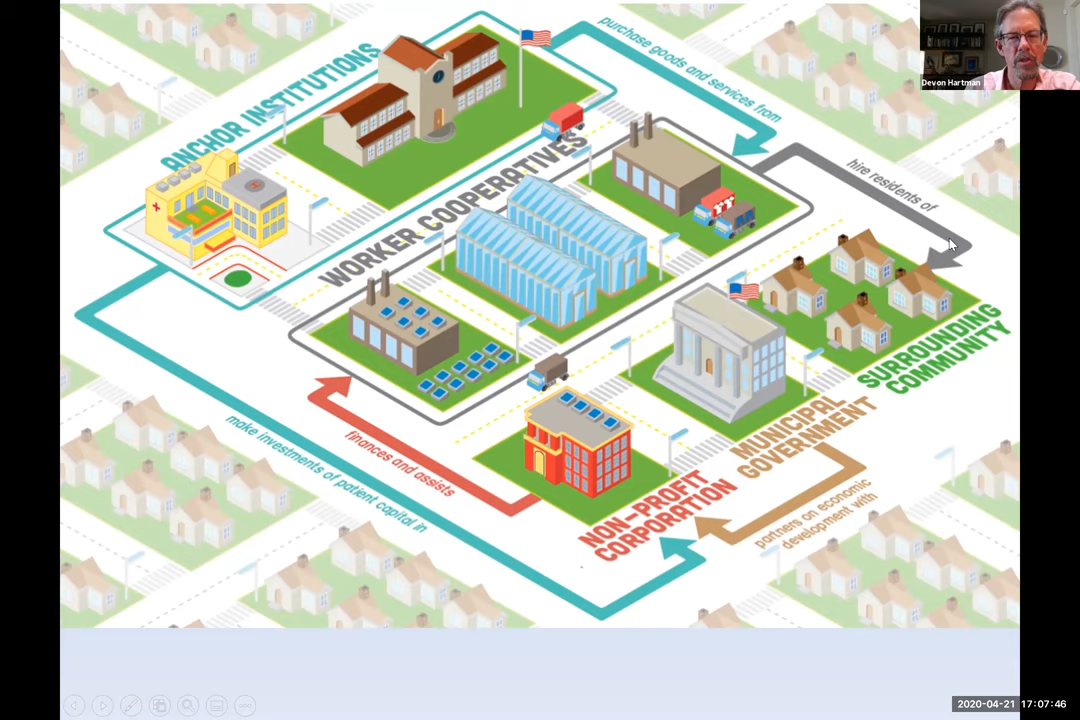 Devon Hartman
ANCHOR INSTITUTIONS
purchase goods and services from
WORKER COOPERATIVES
hire residents of
SURROUNDING
COMMUNITY
MUNICIPAL
GOVERNMENT
finances and assists
make investments of patient capital in
NON-PROFIT
CORPORATION
partners on economic
development with
2020-04-21 17:07:46